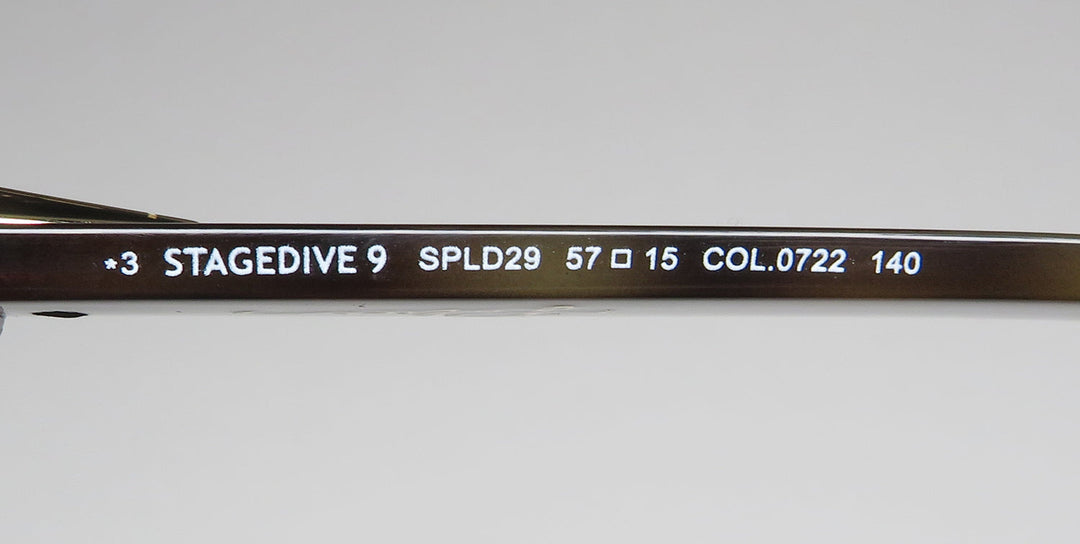 *3 STAGEDIVE 9 SPLD29 57 □ 15 COL.0722 140